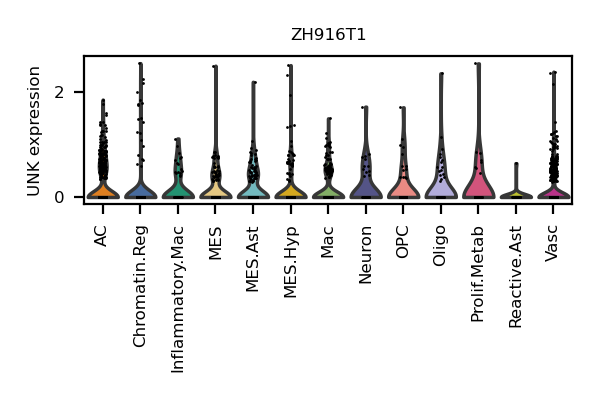 ZH916T1
UNK expression
2
0
AC
Chromatin.Reg
Inflammatory.Mac
MES
MES.Ast
MES.Hyp
Mac
Neuron
OPC
Oligo
Prolif.Metab
Reactive.Ast
Vasc